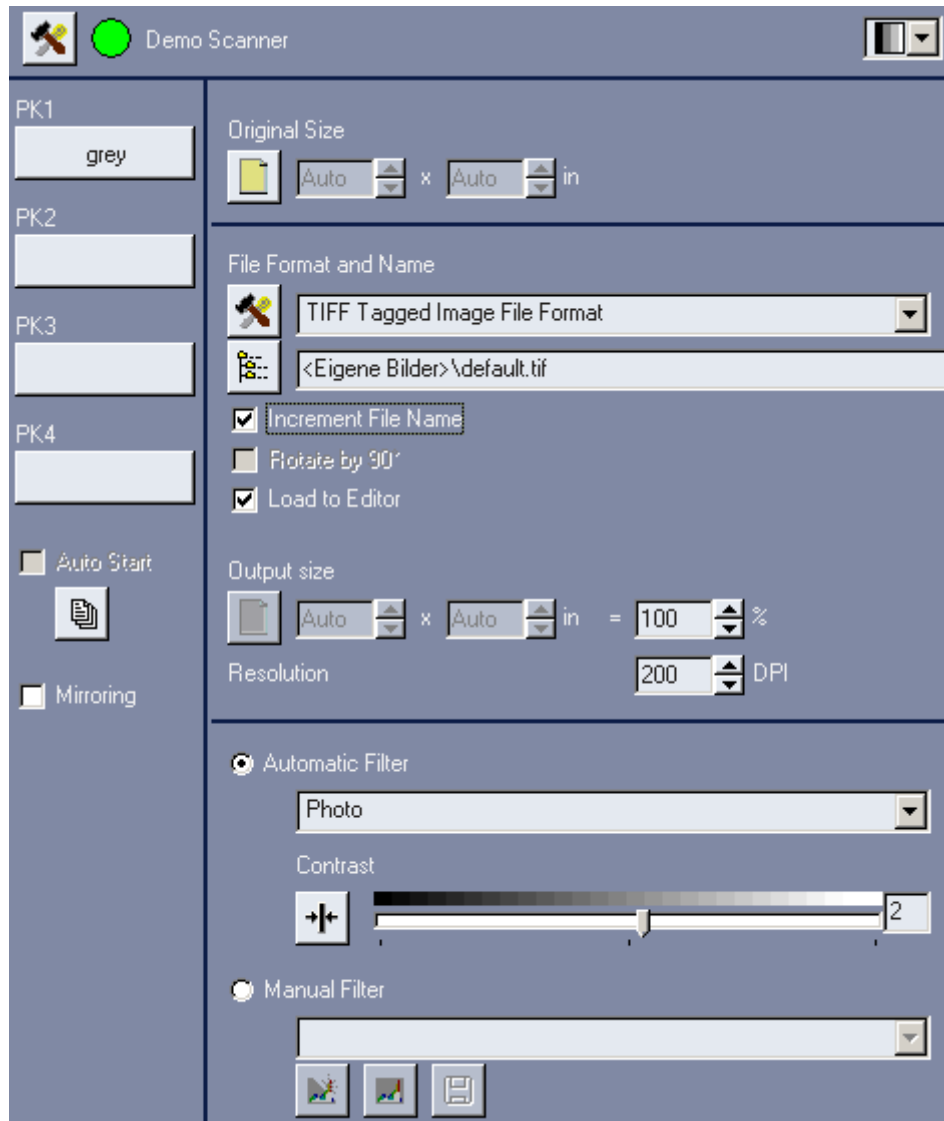 Demo Scanner
PK1
grey
PK2
PK3
PK4
Auto Start
Mirroring
Original Size
Auto x Auto in
File Format and Name
TIFF Tagged Image File Format
<Eigene Bilder>\default.tif
Increment File Name
Rotate by 90°
Load to Editor
Output size
Auto x Auto in = 100 %
Resolution 200 DPI
Automatic Filter
Photo
Contrast
2
Manual Filter